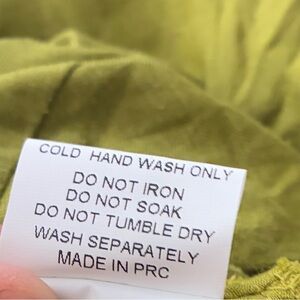 COLD HAND WASH ONLY
DO NOT IRON
DO NOT SOAK
DO NOT TUMBLE DRY
WASH SEPARATELY
MADE IN PRC